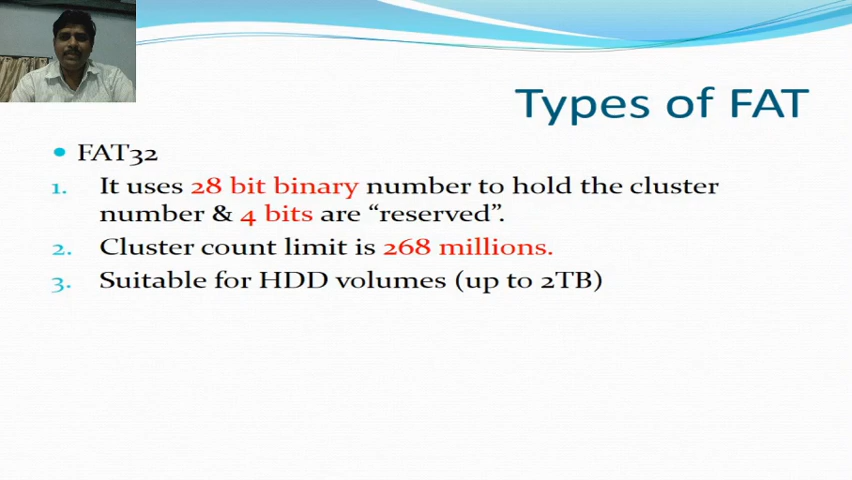 Types of FAT
FAT32
1. It uses 28 bit binary number to hold the cluster
number & 4 bits are “reserved”.
2. Cluster count limit is 268 millions.
3. Suitable for HDD volumes (up to 2TB)